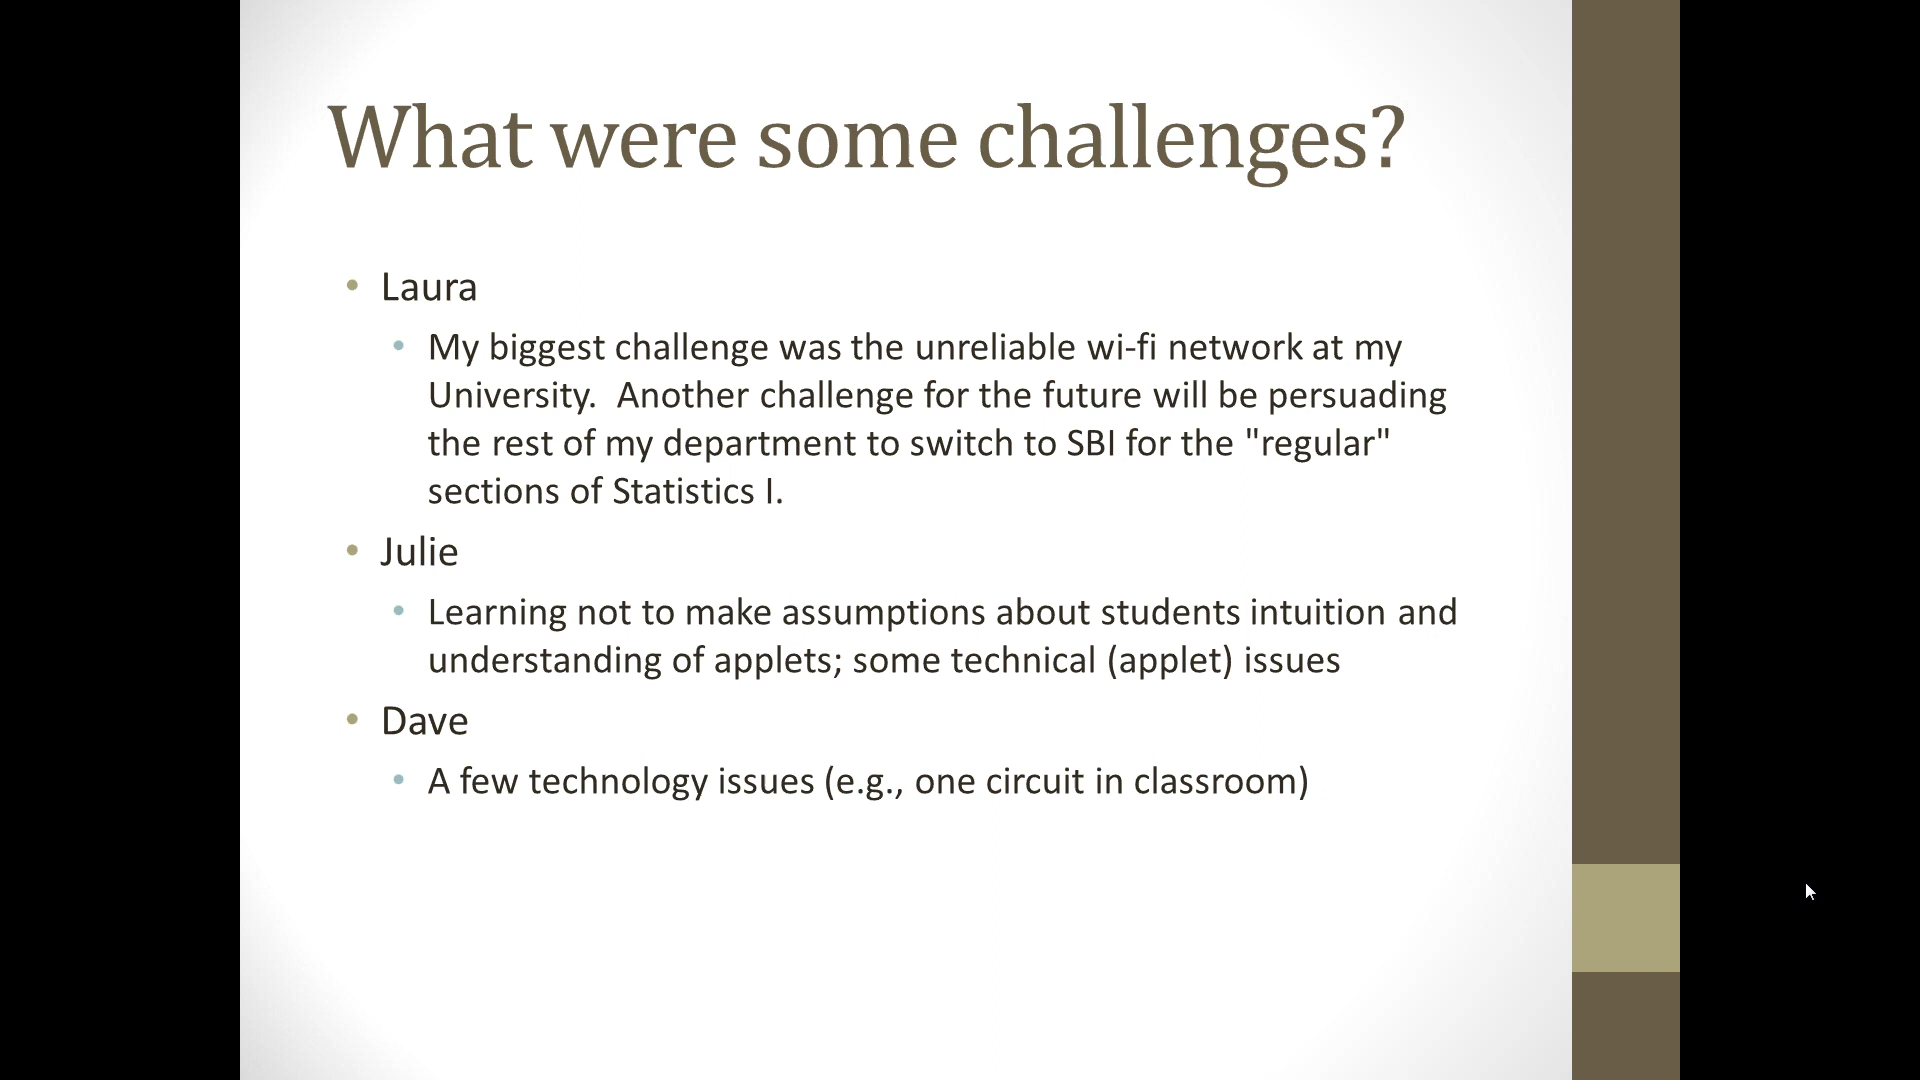 What were some challenges?
• Laura
• My biggest challenge was the unreliable wi-fi network at my
University.  Another challenge for the future will be persuading
the rest of my department to switch to SBI for the "regular"
sections of Statistics I.
• Julie
• Learning not to make assumptions about students intuition and
understanding of applets; some technical (applet) issues
• Dave
• A few technology issues (e.g., one circuit in classroom)